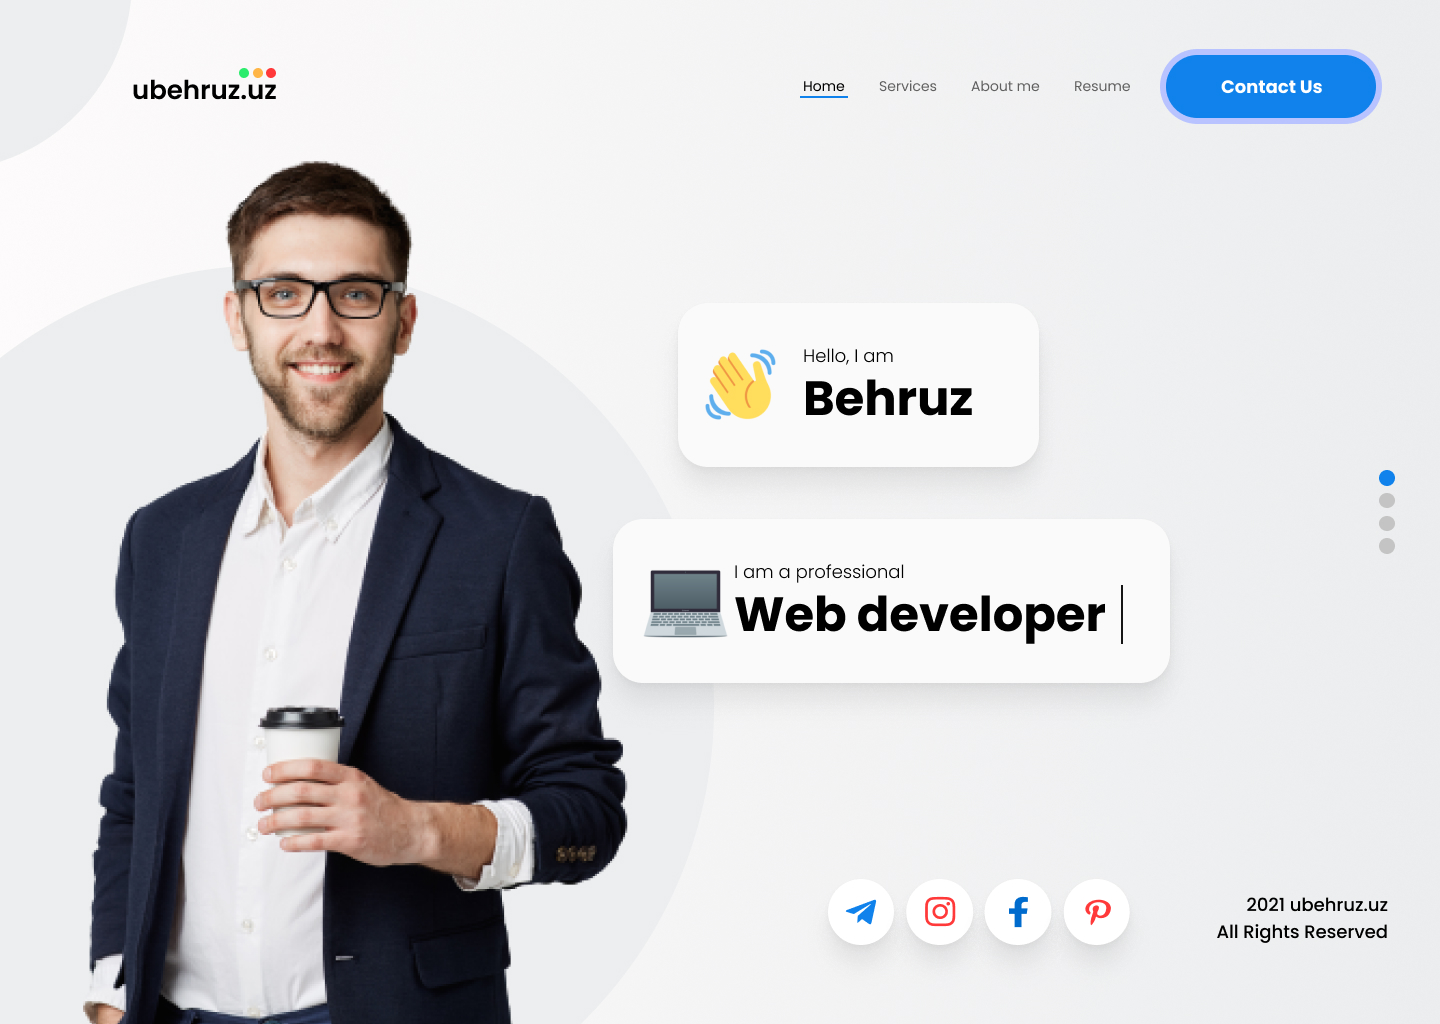 ubehruz.uz
Home
Services
About me
Resume
Contact Us
Hello, I am
Behruz
I am a professional
Web developer
2021 ubehruz.uz
All Rights Reserved